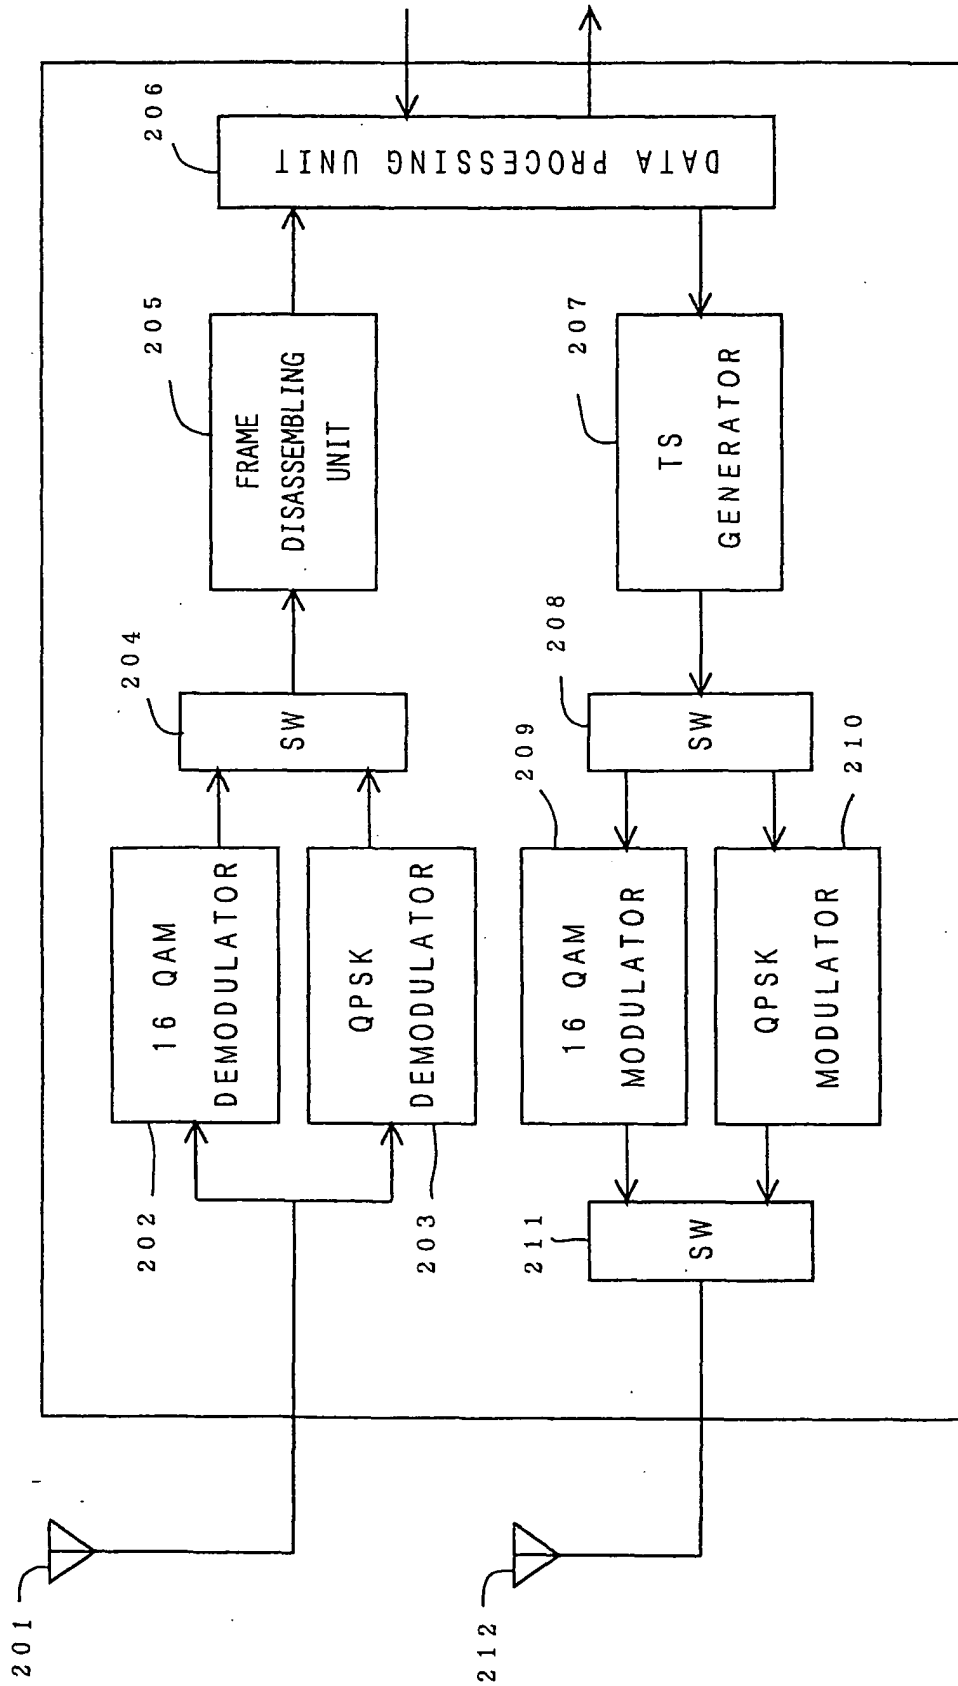 201
202
16 QAM
DEMODULATOR
203
QPSK
DEMODULATOR
204
SW
205
FRAME
DISASSEMBLING
UNIT
206
DATA PROCESSING UNIT
207
TS
GENERATOR
208
SW
209
16 QAM
MODULATOR
210
QPSK
MODULATOR
211
SW
212